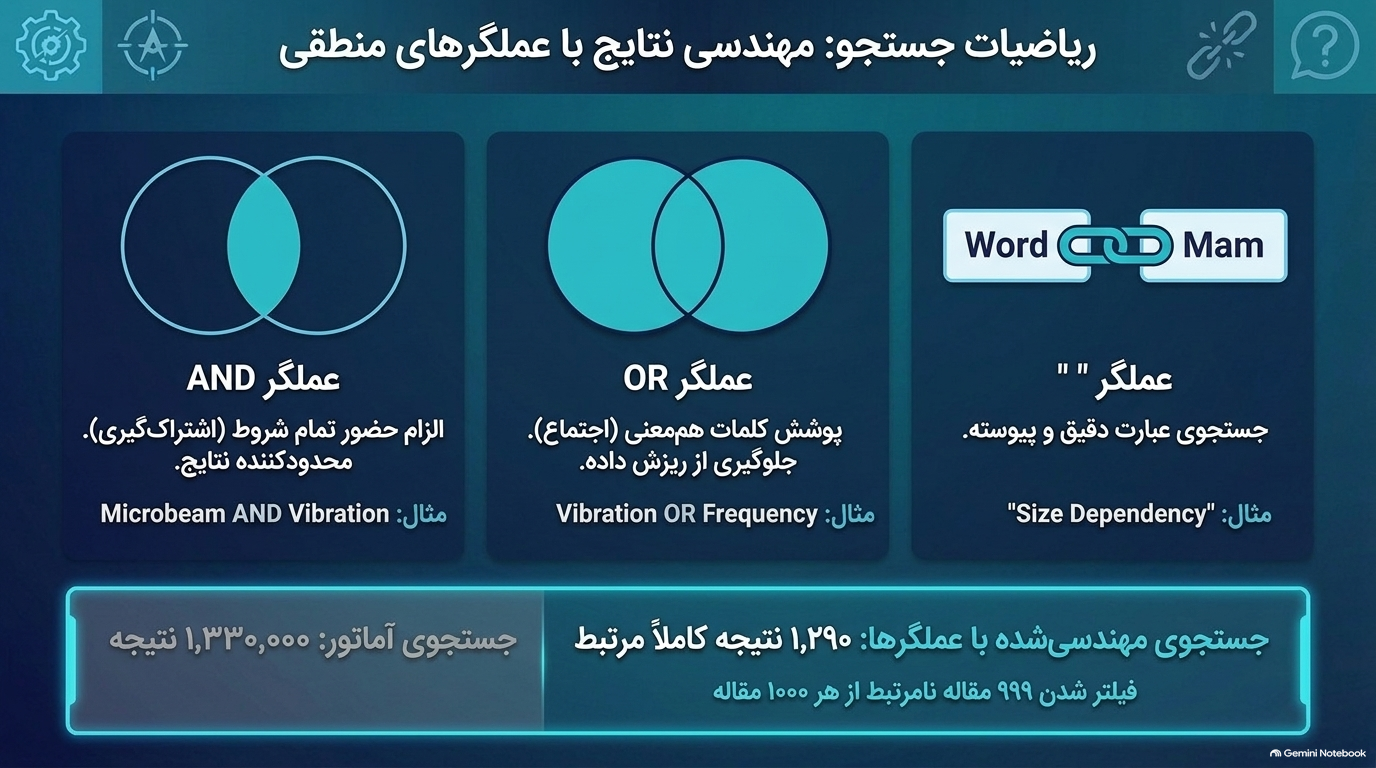 ریاضیات جستجو: مهندسی نتایج با عملگرهای منطقی
Word Mam
عملگر " "
جستجوی عبارت دقیق و پیوسته.
مثال: "Size Dependency"
عملگر OR
پوشش کلمات هم‌معنی (اجتماع).
جلوگیری از ریزش داده.
مثال: Vibration OR Frequency
عملگر AND
الزام حضور تمام شروط (اشتراک‌گیری).
محدودکننده نتایج.
مثال: Microbeam AND Vibration
جستجوی مهندسی‌شده با عملگرها: ۱,۲۹۰ نتیجه کاملاً مرتبط
فیلتر شدن ۹۹۹ مقاله نامرتبط از هر ۱۰۰۰ مقاله
جستجوی آماتور: ۱,۳۳۰,۰۰۰ نتیجه
Gemini Notebook